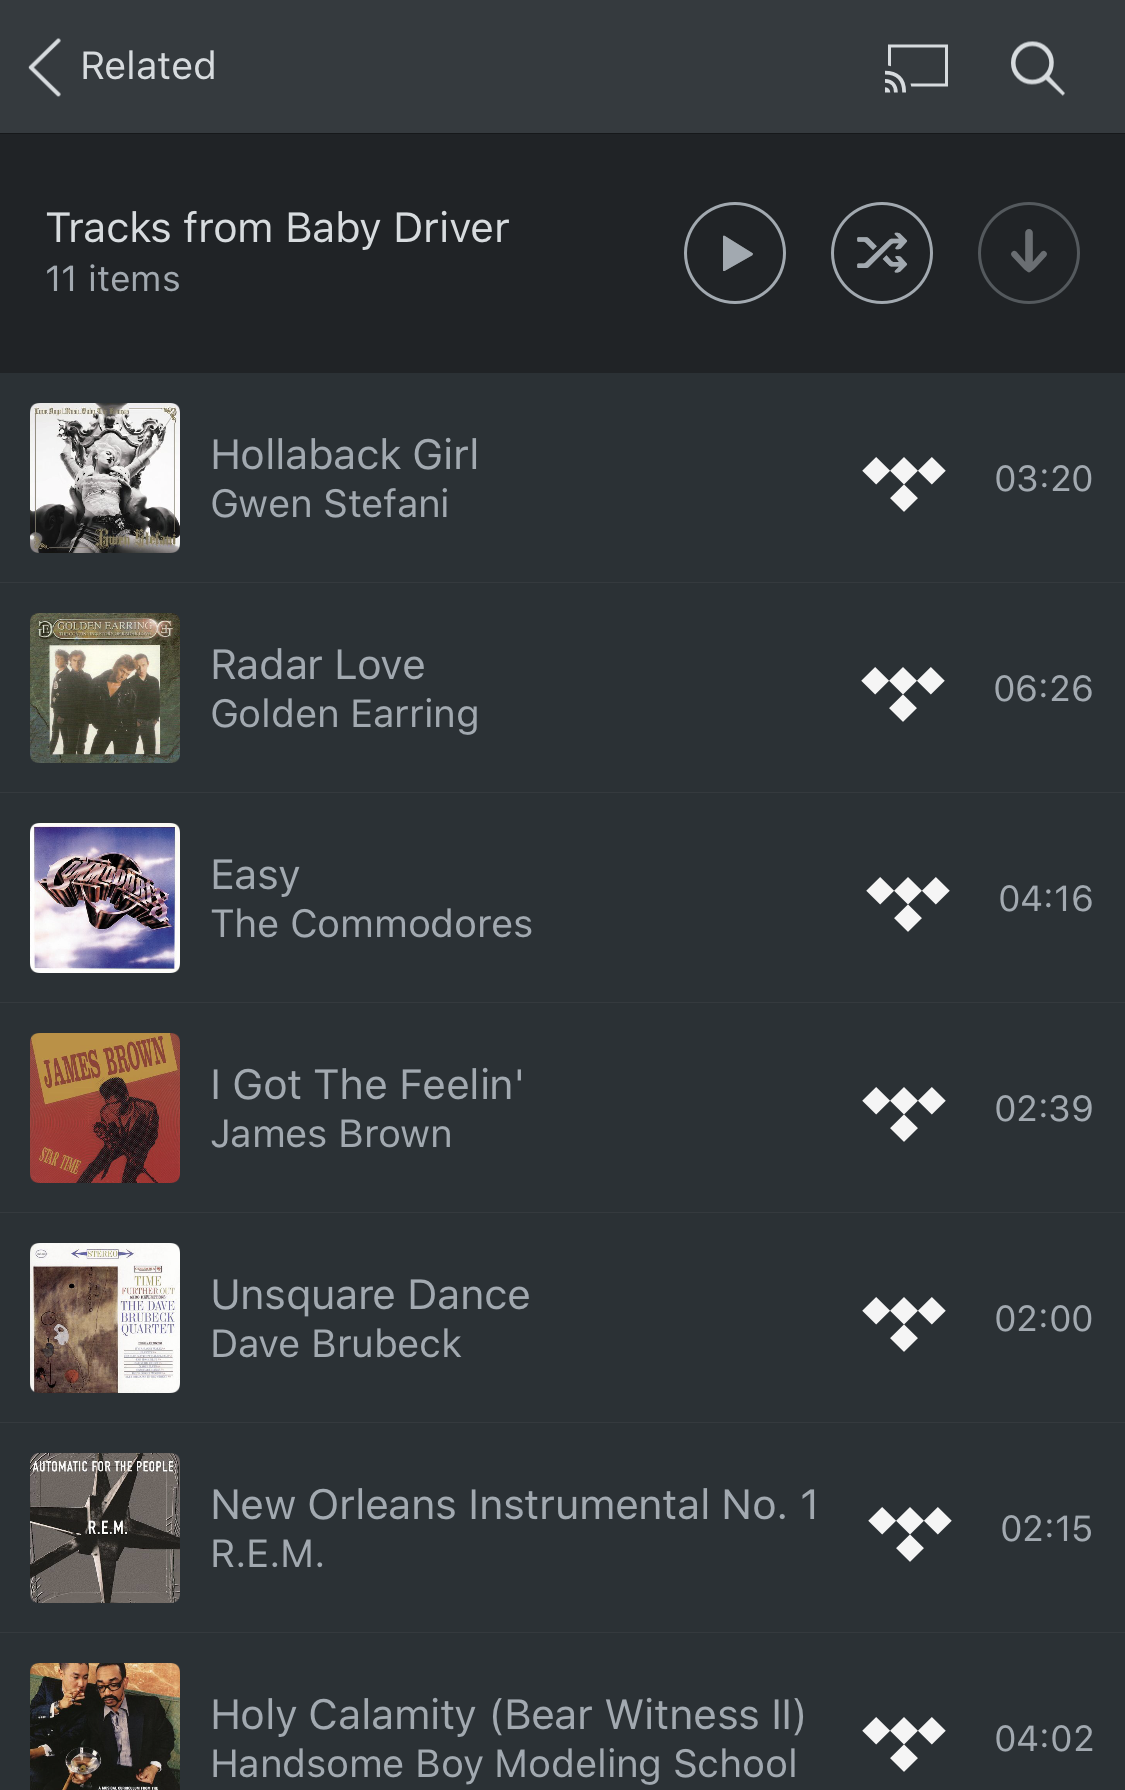 Related
Tracks from Baby Driver
11 items
Hollaback Girl
Gwen Stefani
03:20
GOLDEN EARRING
Radar Love
Golden Earring
06:26
COMMODORES
Easy
The Commodores
04:16
JAMES BROWN
STAR TIME
I Got The Feelin'
James Brown
02:39
STEREO
TIME
FURTHER OUT
THE DAVE
BRUBECK
QUARTET
Unsquare Dance
Dave Brubeck
02:00
AUTOMATIC FOR THE PEOPLE
R.E.M.
New Orleans Instrumental No. 1
R.E.M.
02:15
Holy Calamity (Bear Witness II)
Handsome Boy Modeling School
04:02